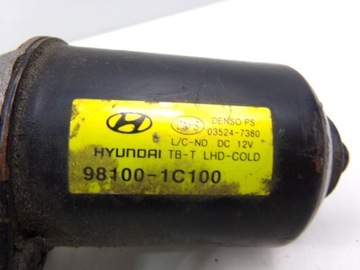 DENSO PS
03524-7380
L/C-ND DC 12V
HYUNDAI TB-T LHD-COLD
98100-1C100